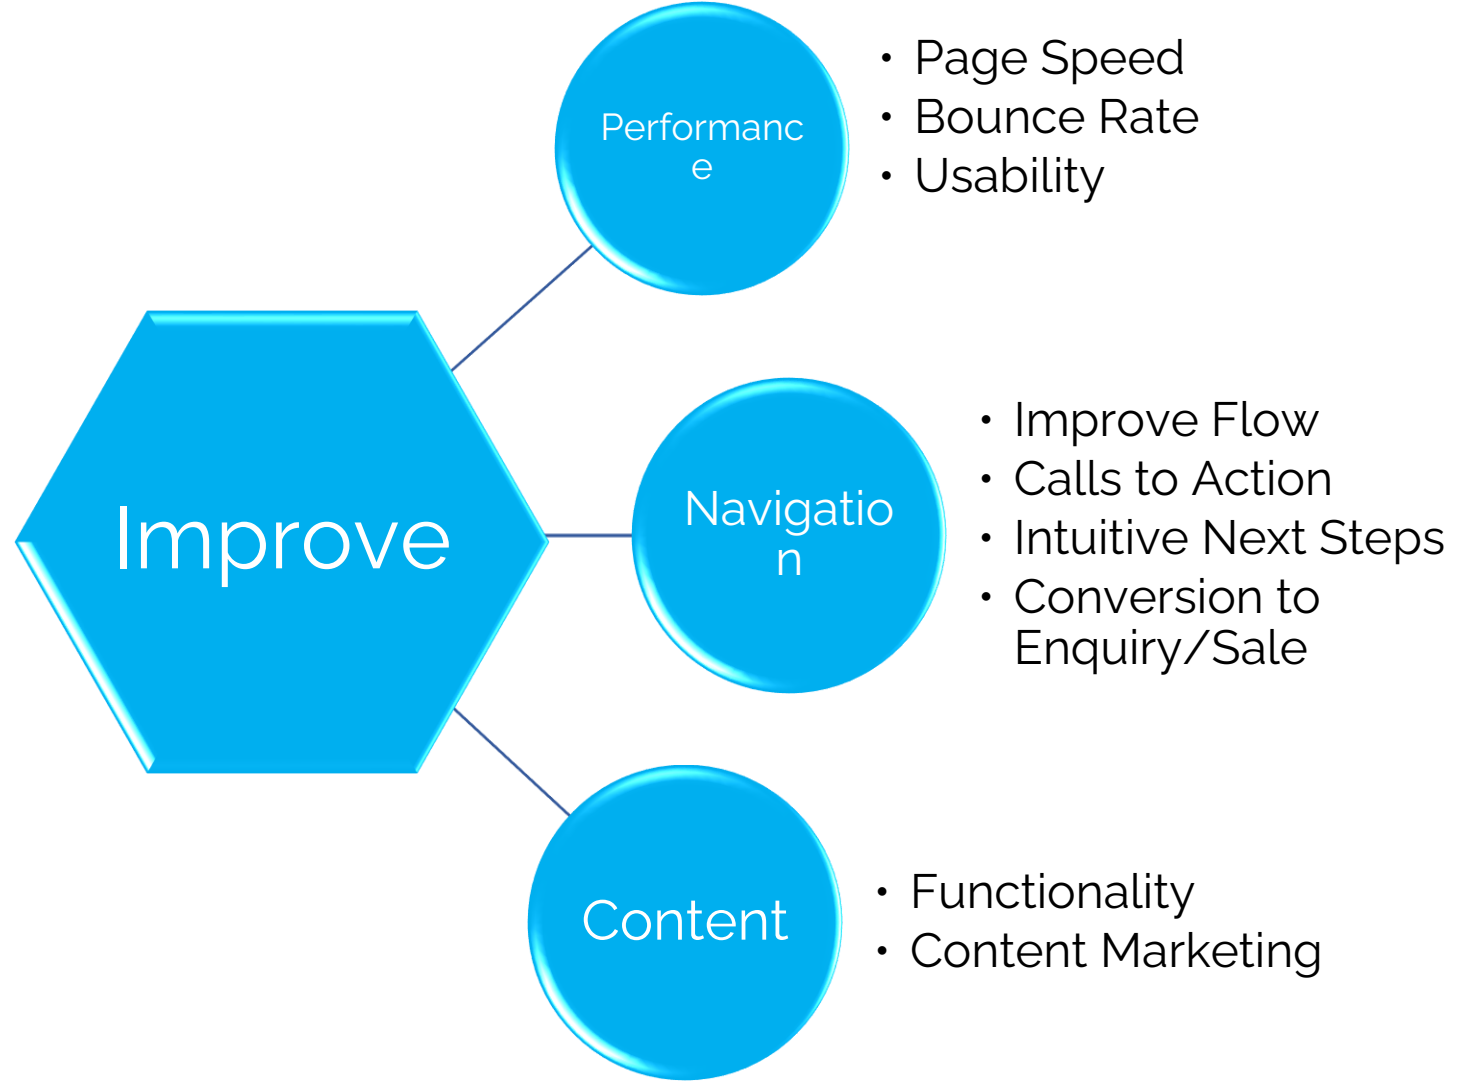 Performanc
e
• Page Speed
• Bounce Rate
• Usability
Improve
Navigatio
n
• Improve Flow
• Calls to Action
• Intuitive Next Steps
• Conversion to
Enquiry/Sale
Content
• Functionality
• Content Marketing